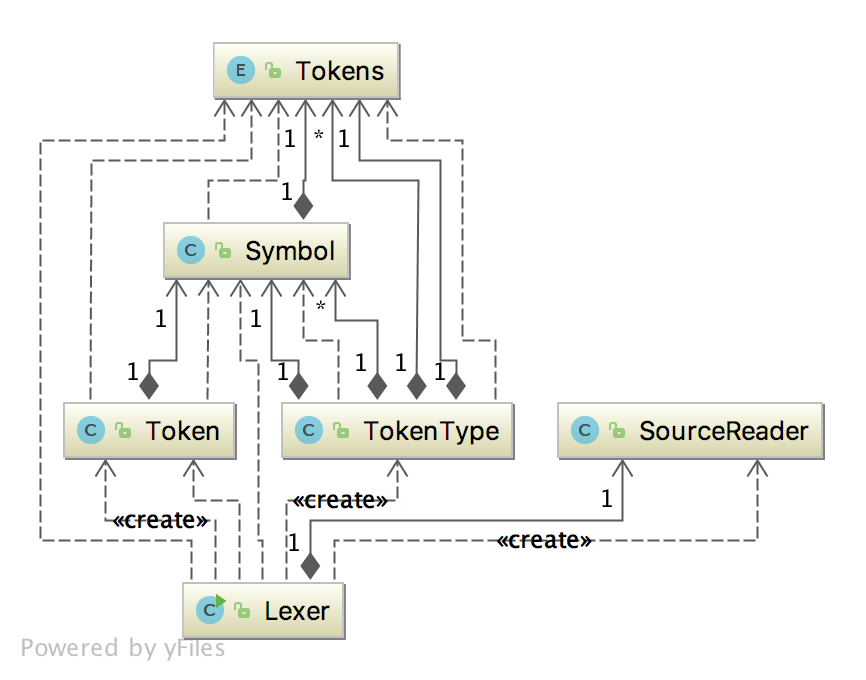 E Tokens
1 * 1
1
C Symbol
1 1 *
1 1 1 1 1
C Token
C TokenType
C SourceReader
«create»
«create»
1
1
«create»
C Lexer
Powered by yFiles